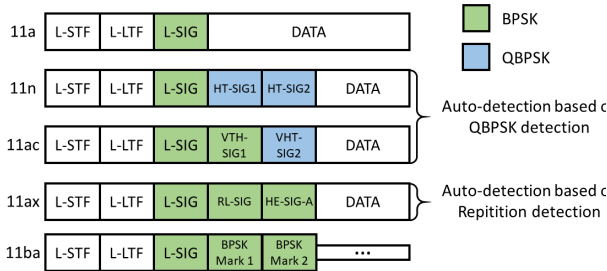 BPSK
QBPSK
11a L-STF L-LTF L-SIG DATA
11n L-STF L-LTF L-SIG HT-SIG1 HT-SIG2 DATA
Auto-detection based o
QBPSK detection
11ac L-STF L-LTF L-SIG VTH-SIG1 VHT-SIG2 DATA
11ax L-STF L-LTF L-SIG RL-SIG HE-SIG-A DATA
Auto-detection based o
Repitition detection
11ba L-STF L-LTF L-SIG BPSK Mark 1 BPSK Mark 2 ...